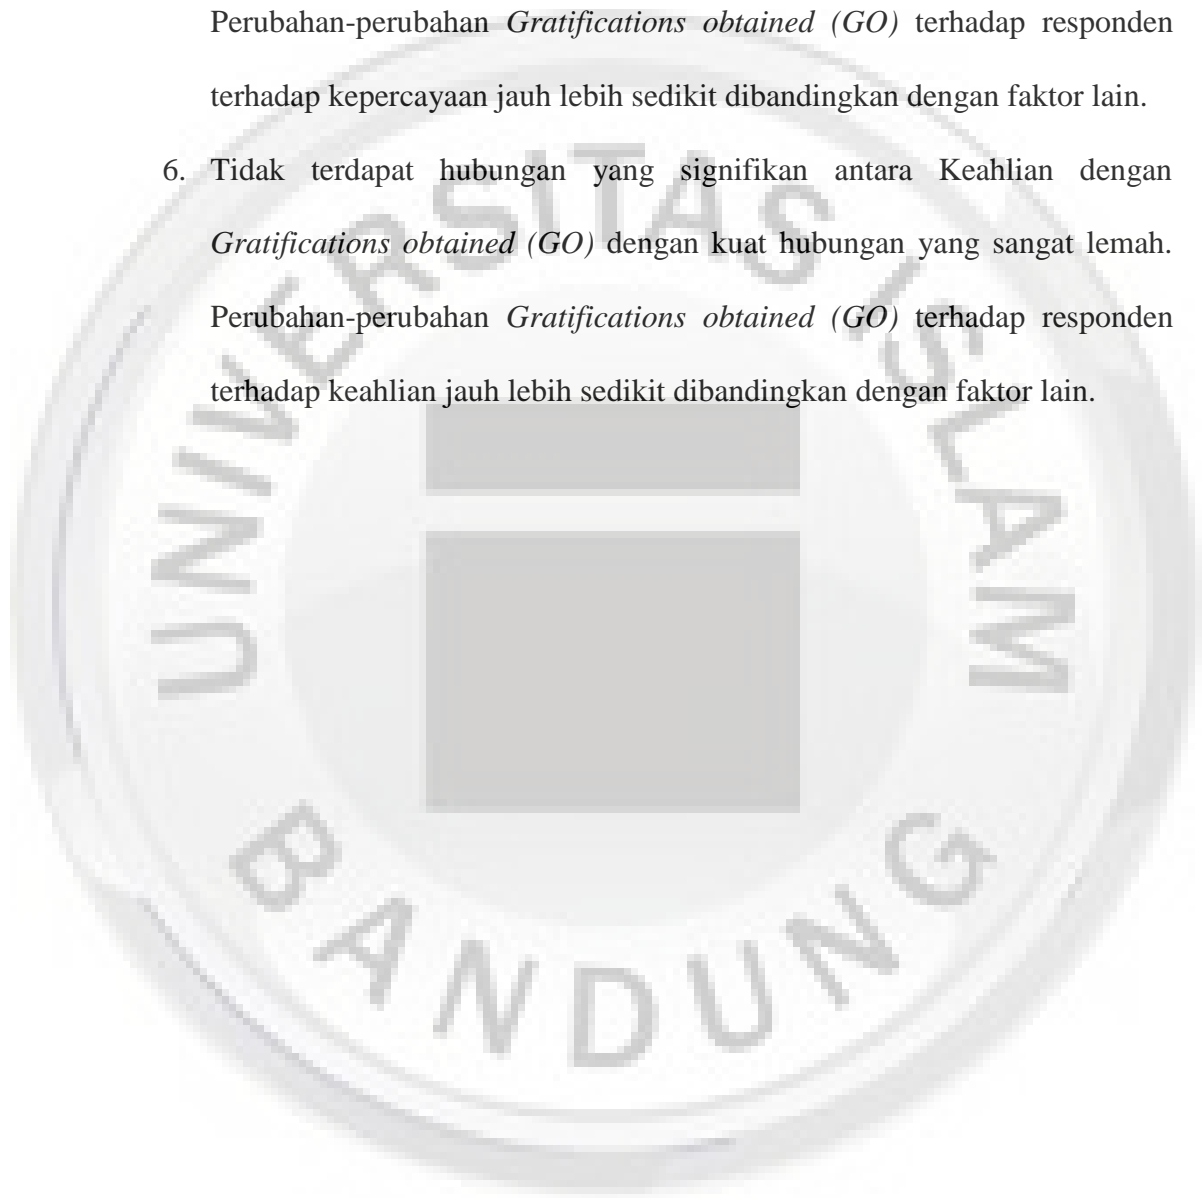 Perubahan-perubahan Gratifications obtained (GO) terhadap responden
terhadap kepercayaan jauh lebih sedikit dibandingkan dengan faktor lain.
6. Tidak terdapat hubungan yang signifikan antara Keahlian dengan
Gratifications obtained (GO) dengan kuat hubungan yang sangat lemah.
Perubahan-perubahan Gratifications obtained (GO) terhadap responden
terhadap keahlian jauh lebih sedikit dibandingkan dengan faktor lain.
UNIVERSITAS ISLAM
BANDUNG